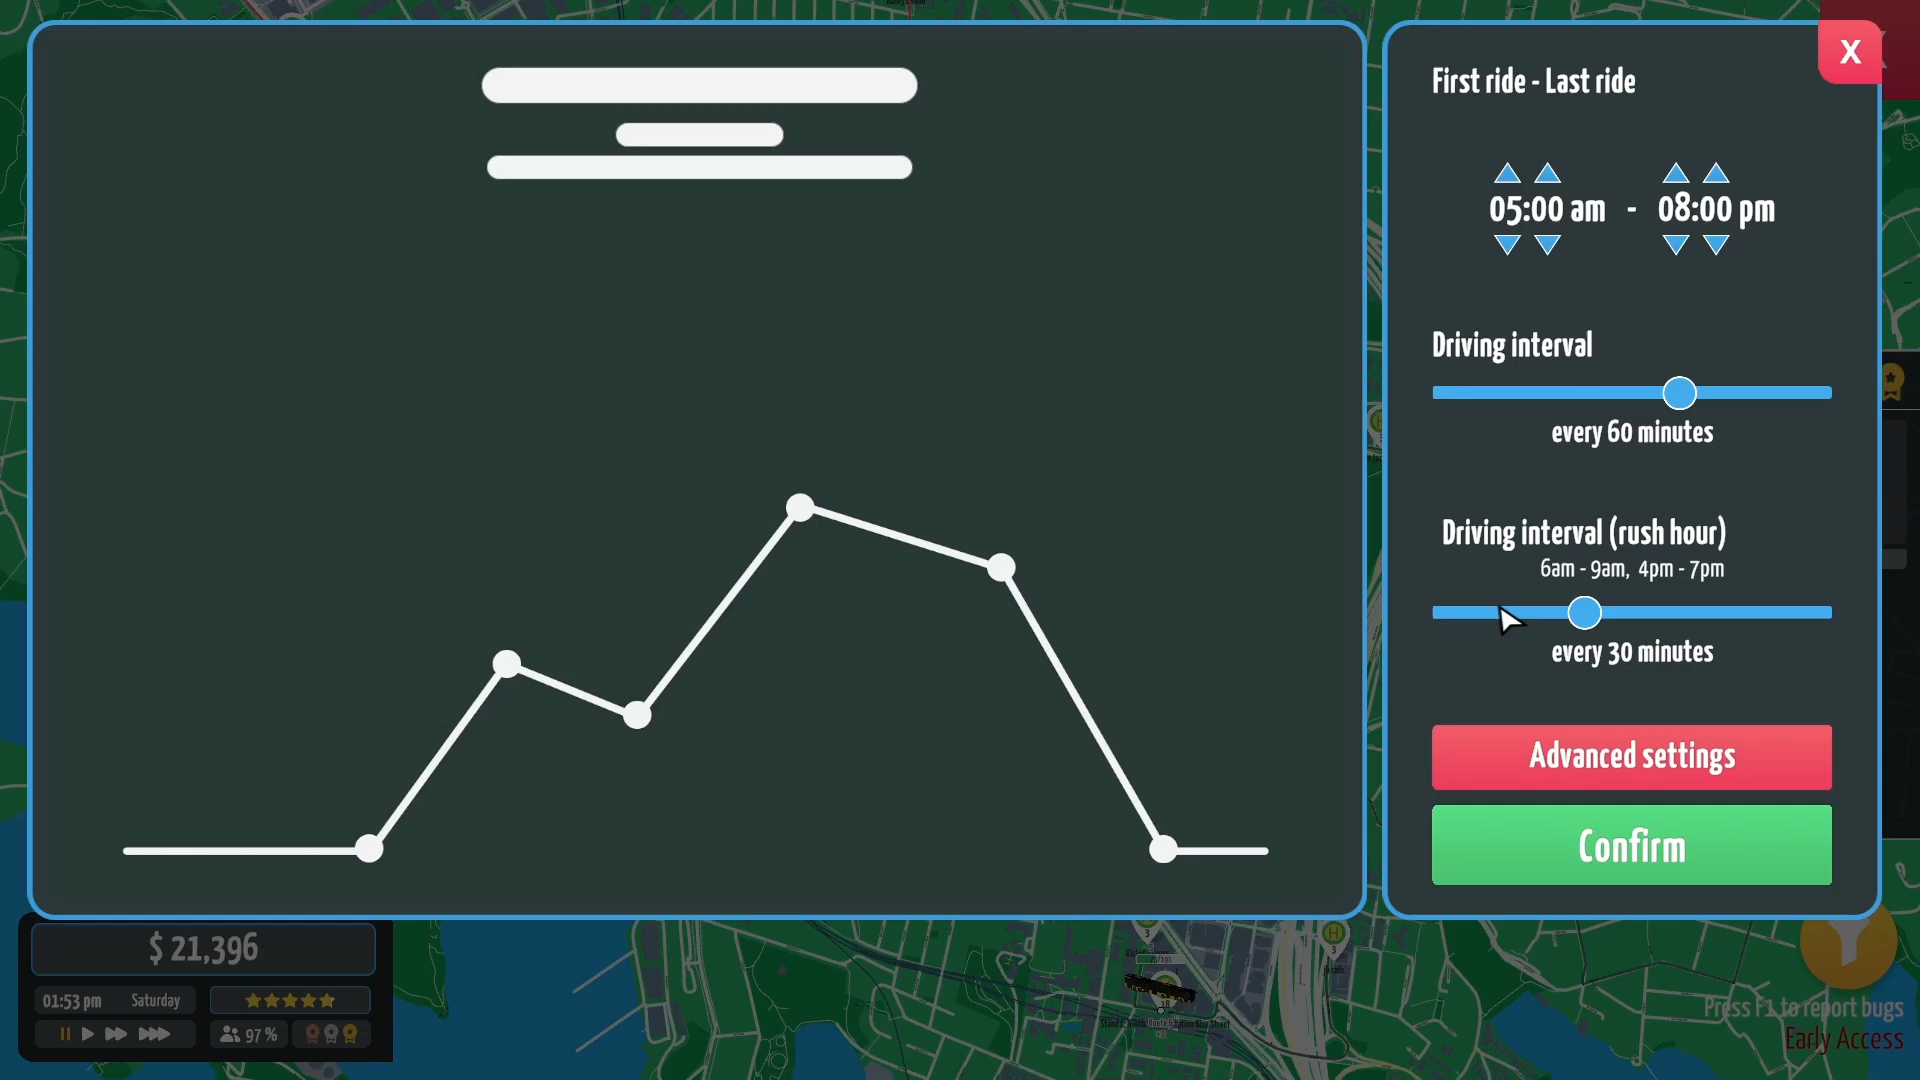 X
First ride - Last ride
05:00 am - 08:00 pm
Driving interval
every 60 minutes
Driving interval (rush hour)
6am - 9am, 4pm - 7pm
every 30 minutes
Advanced settings
Confirm
$ 21,396
01:53 pm Saturday
97 %
Press F1 to report bugs
Early Access